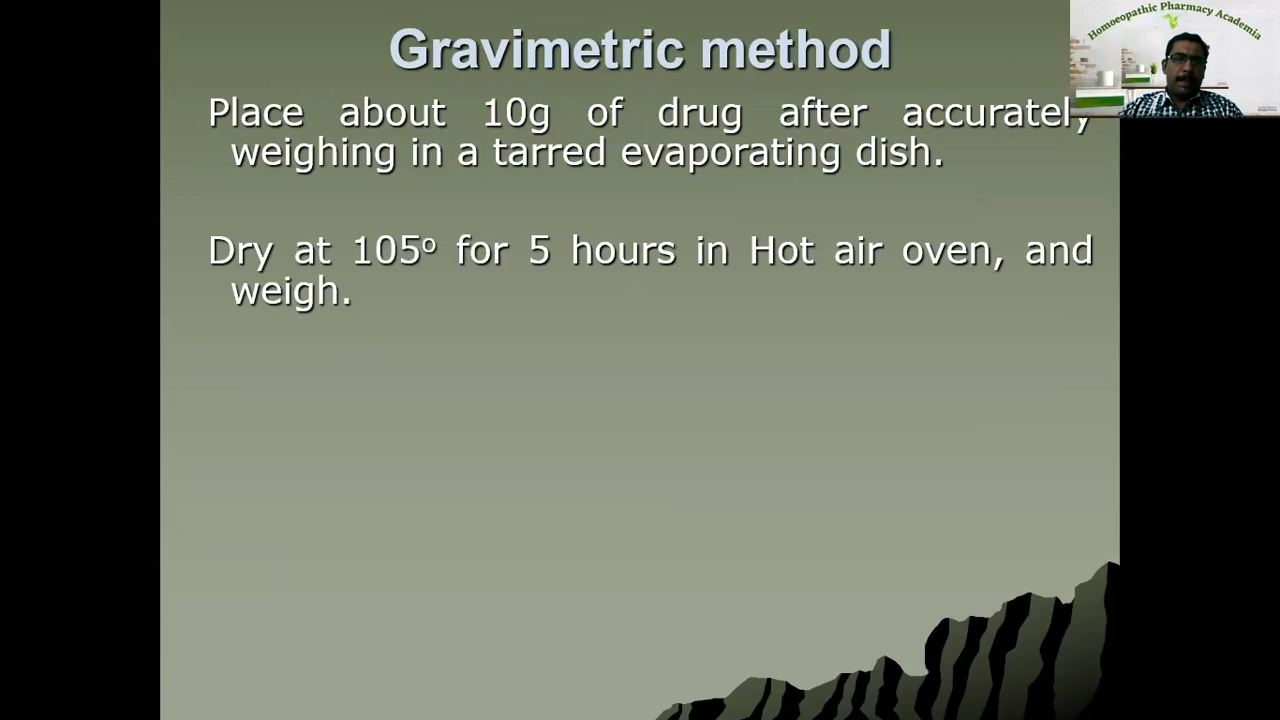 Gravimetric method
Homoeopathic Pharmacy Academia
Place about 10g of drug after accurately
weighing in a tarred evaporating dish.
Dry at 105º for 5 hours in Hot air oven, and
weigh.